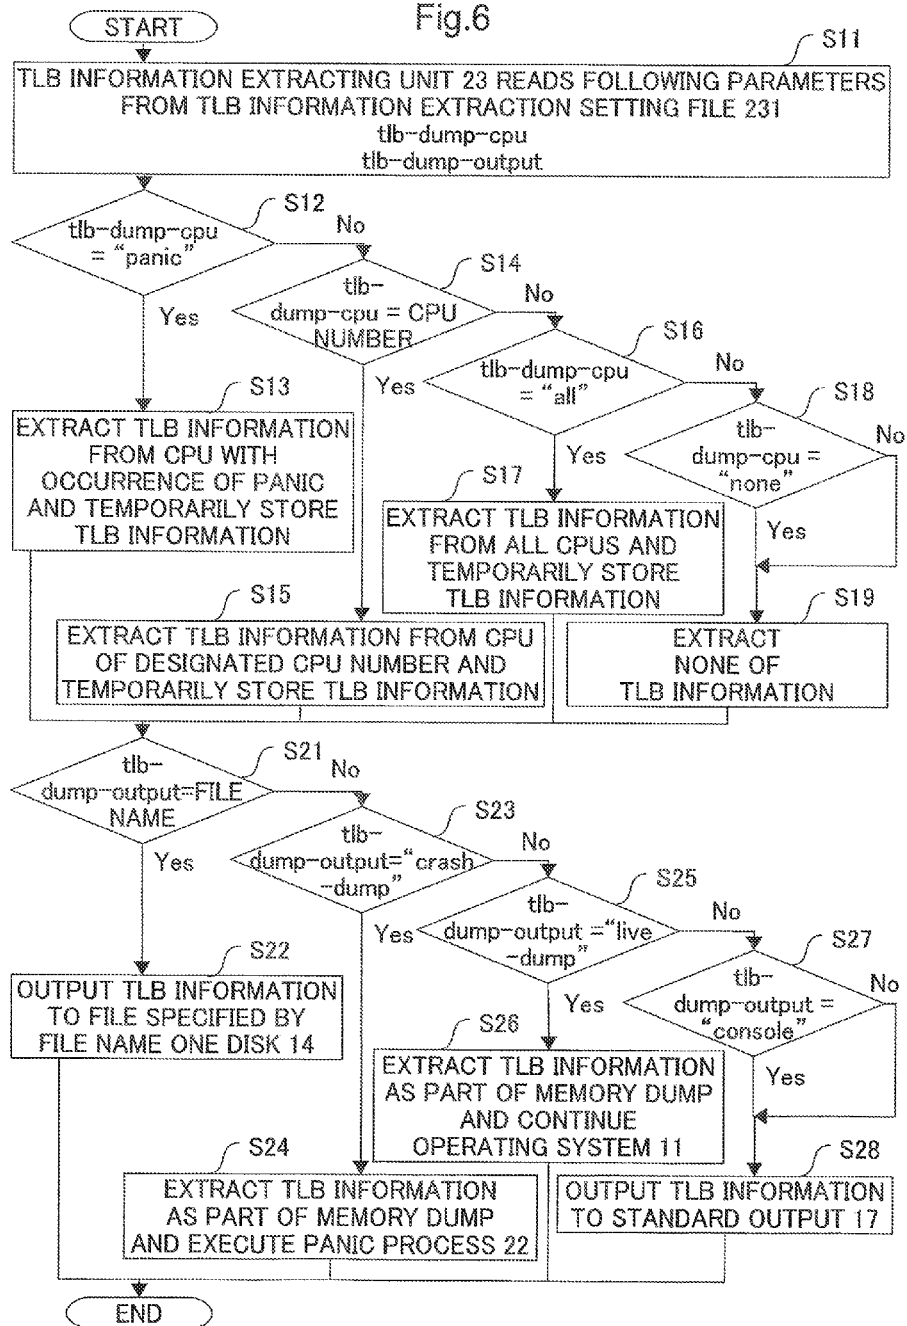 Fig.6
START
S11
TLB INFORMATION EXTRACTING UNIT 23 READS FOLLOWING PARAMETERS
FROM TLB INFORMATION EXTRACTION SETTING FILE 231
tlb-dump-cpu
tlb-dump-output
S12
tlb-dump-cpu
= "panic"
No
Yes
S14
tlb-
dump-cpu = CPU
NUMBER
No
Yes
S16
tlb-dump-cpu
= "all"
No
Yes
S18
tlb-
dump-cpu =
"none"
No
Yes
S13
EXTRACT TLB INFORMATION
FROM CPU WITH
OCCURRENCE OF PANIC
AND TEMPORARILY STORE
TLB INFORMATION
S17
EXTRACT TLB INFORMATION
FROM ALL CPUS AND
TEMPORARILY STORE
TLB INFORMATION
S15
EXTRACT TLB INFORMATION FROM CPU
OF DESIGNATED CPU NUMBER AND
TEMPORARILY STORE TLB INFORMATION
S19
EXTRACT
NONE OF
TLB INFORMATION
S21
tlb-
dump-output=FILE
NAME
No
Yes
S23
tlb-
dump-output="crash
-dump"
No
Yes
S25
tlb-
dump-output ="live
-dump"
No
Yes
S27
tlb-
dump-output =
"console"
No
Yes
S22
OUTPUT TLB INFORMATION
TO FILE SPECIFIED BY
FILE NAME ONE DISK 14
S26
EXTRACT TLB INFORMATION
AS PART OF MEMORY DUMP
AND CONTINUE
OPERATING SYSTEM 11
S24
EXTRACT TLB INFORMATION
AS PART OF MEMORY DUMP
AND EXECUTE PANIC PROCESS 22
S28
OUTPUT TLB INFORMATION
TO STANDARD OUTPUT 17
END